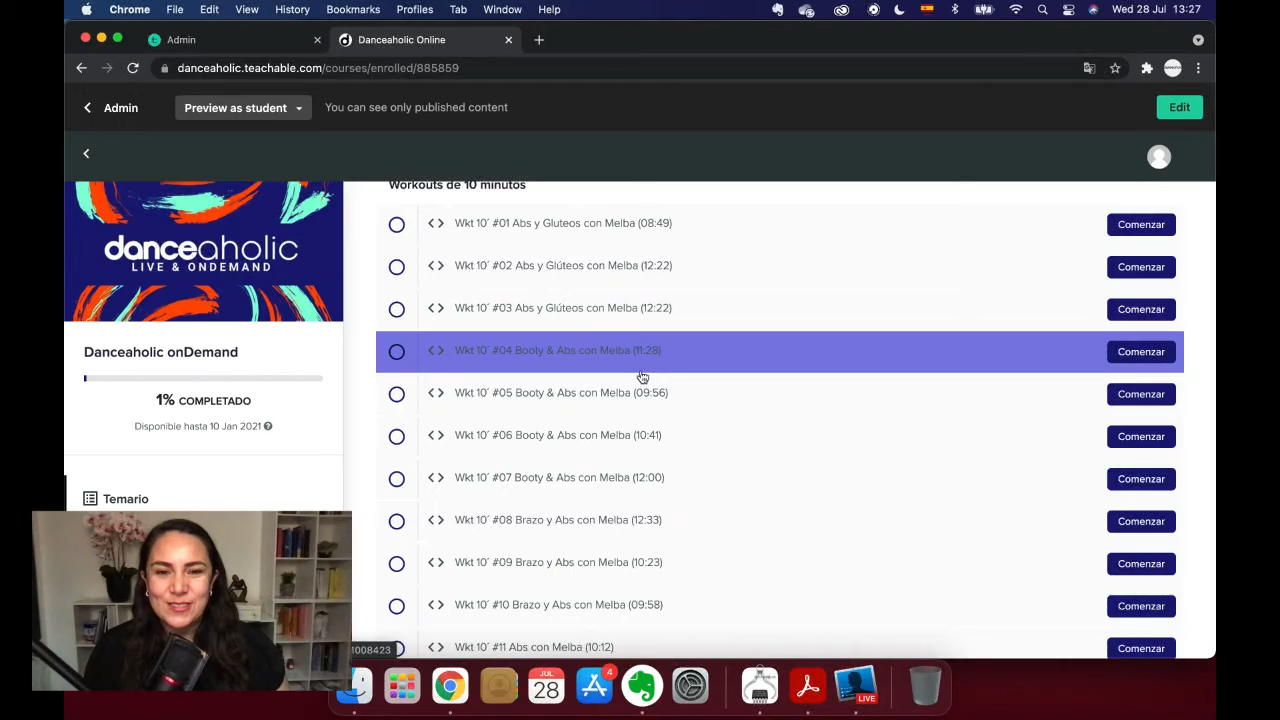 Chrome File Edit View History Bookmarks Profiles Tab Window Help Wed 28 Jul 13:27
Admin Danceaholic Online
danceaholic.teachable.com/courses/enrolled/885859
Admin Preview as student You can see only published content Edit
Workouts de 10 minutos
Wkt 10´ #01 Abs y Gluteos con Melba (08:49) Comenzar
Wkt 10´ #02 Abs y Glúteos con Melba (12:22) Comenzar
Wkt 10´ #03 Abs y Glúteos con Melba (12:22) Comenzar
Wkt 10´ #04 Booty & Abs con Melba (11:28) Comenzar
Wkt 10´ #05 Booty & Abs con Melba (09:56) Comenzar
Wkt 10´ #06 Booty & Abs con Melba (10:41) Comenzar
Wkt 10´ #07 Booty & Abs con Melba (12:00) Comenzar
Wkt 10´ #08 Brazo y Abs con Melba (12:33) Comenzar
Wkt 10´ #09 Brazo y Abs con Melba (10:23) Comenzar
Wkt 10´ #10 Brazo y Abs con Melba (09:58) Comenzar
Wkt 10´ #11 Abs con Melba (10:12) Comenzar
danceaholic
LIVE & ONDEMAND
Danceaholic onDemand
1% COMPLETADO
Disponible hasta 10 Jan 2021
Temario
1008423
JUL
28
4
LIVE